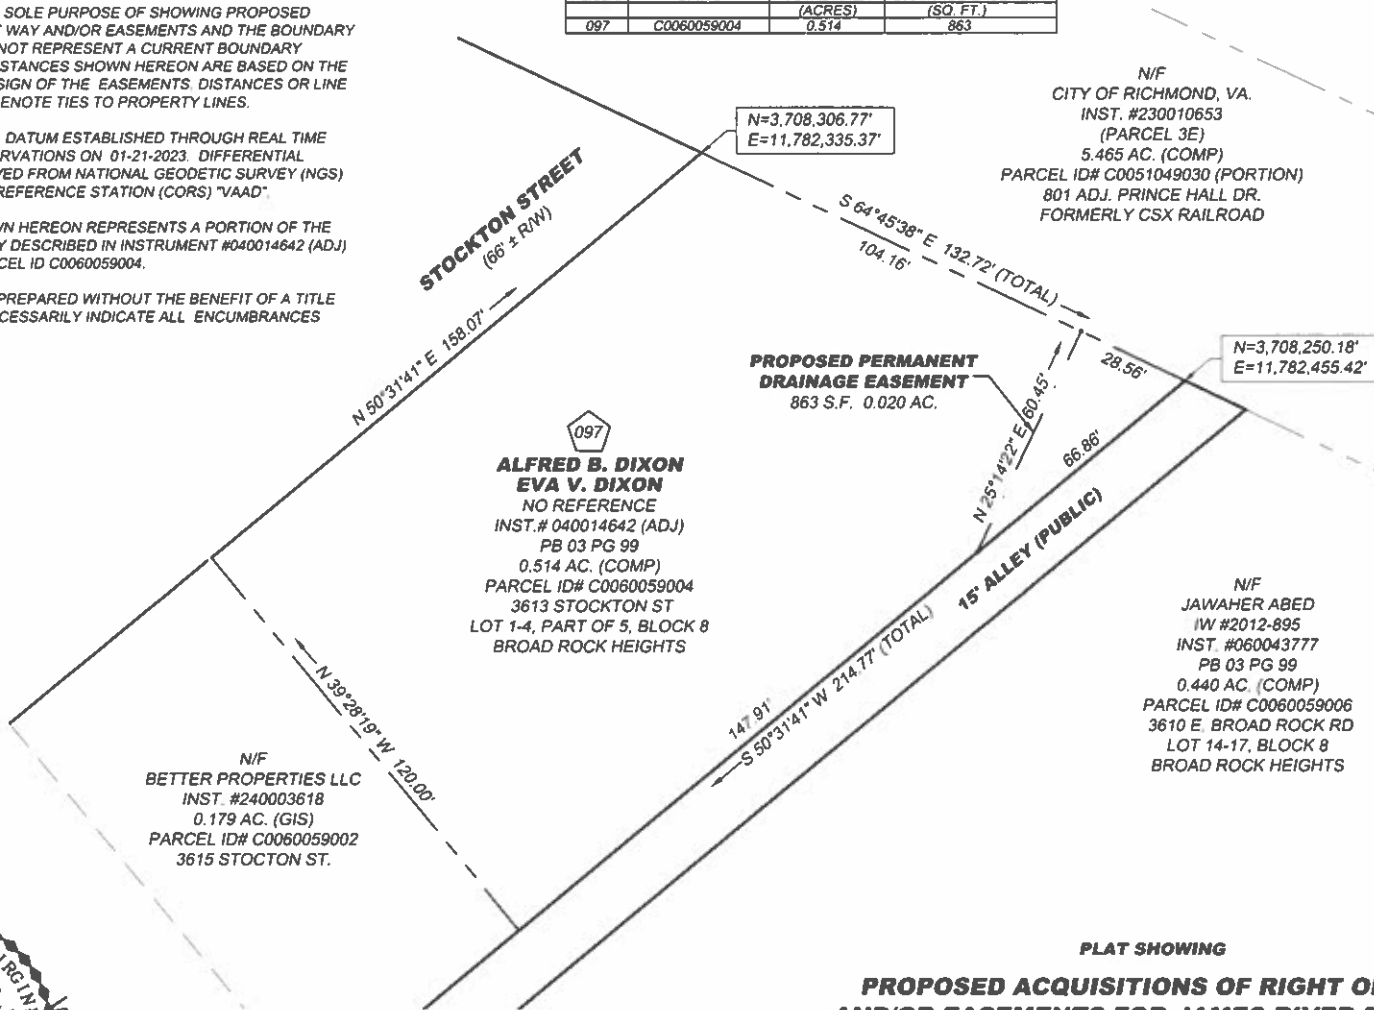 SOLE PURPOSE OF SHOWING PROPOSED
WAY AND/OR EASEMENTS AND THE BOUNDARY
NOT REPRESENT A CURRENT BOUNDARY
STANCES SHOWN HEREON ARE BASED ON THE
SIGN OF THE EASEMENTS, DISTANCES OR LINE
ENOTE TIES TO PROPERTY LINES.
DATUM ESTABLISHED THROUGH REAL TIME
RVATIONS ON 01-21-2023. DIFFERENTIAL
ED FROM NATIONAL GEODETIC SURVEY (NGS)
REFERENCE STATION (CORS) "VAAD".
N HEREON REPRESENTS A PORTION OF THE
Y DESCRIBED IN INSTRUMENT #040014642 (ADJ)
CEL ID C0060059004.
PREPARED WITHOUT THE BENEFIT OF A TITLE
CESSARILY INDICATE ALL ENCUMBRANCES
(ACRES) (SQ. FT.)
097 C0060059004 0.514 863
N=3,708,306.77'
E=11,782,335.37'
N/F
CITY OF RICHMOND, VA.
INST. #230010653
(PARCEL 3E)
5.465 AC. (COMP)
PARCEL ID# C0051049030 (PORTION)
801 ADJ. PRINCE HALL DR.
FORMERLY CSX RAILROAD
STOCKTON STREET
(66' ± R/W)
S 64°45'38" E 132.72' (TOTAL)
104.16'
N 50°31'41" E 158.07'
28.56'
N=3,708,250.18'
E=11,782,455.42'
PROPOSED PERMANENT
DRAINAGE EASEMENT
863 S.F. 0.020 AC.
N 25°14'22" E 60.45'
66.86'
097
ALFRED B. DIXON
EVA V. DIXON
NO REFERENCE
INST.# 040014642 (ADJ)
PB 03 PG 99
0.514 AC. (COMP)
PARCEL ID# C0060059004
3613 STOCKTON ST
LOT 1-4, PART OF 5, BLOCK 8
BROAD ROCK HEIGHTS
15' ALLEY (PUBLIC)
147.91'
S 50°31'41" W 214.77' (TOTAL)
N 39°28'19" W 120.00'
N/F
JAWAHER ABED
IW #2012-895
INST. #060043777
PB 03 PG 99
0.440 AC. (COMP)
PARCEL ID# C0060059006
3610 E. BROAD ROCK RD
LOT 14-17, BLOCK 8
BROAD ROCK HEIGHTS
N/F
BETTER PROPERTIES LLC
INST. #240003618
0.179 AC. (GIS)
PARCEL ID# C0060059002
3615 STOCTON ST.
PLAT SHOWING
PROPOSED ACQUISITIONS OF RIGHT O
AND/OR EASEMENTS FOR JAMES RIVER